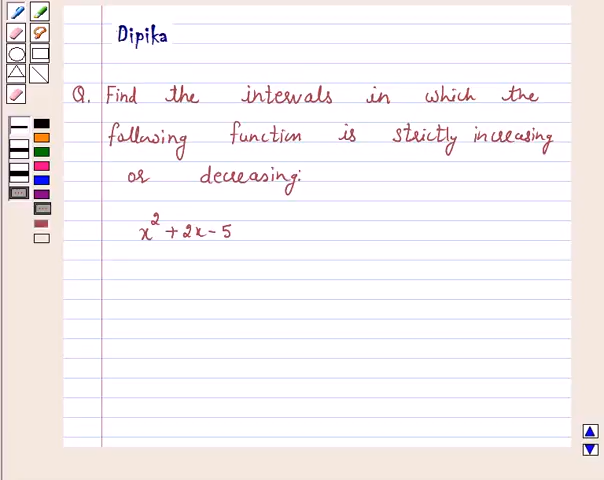 Dipika
Q. Find the intervals in which the
following function is strictly increasing
or decreasing:
x² + 2x - 5